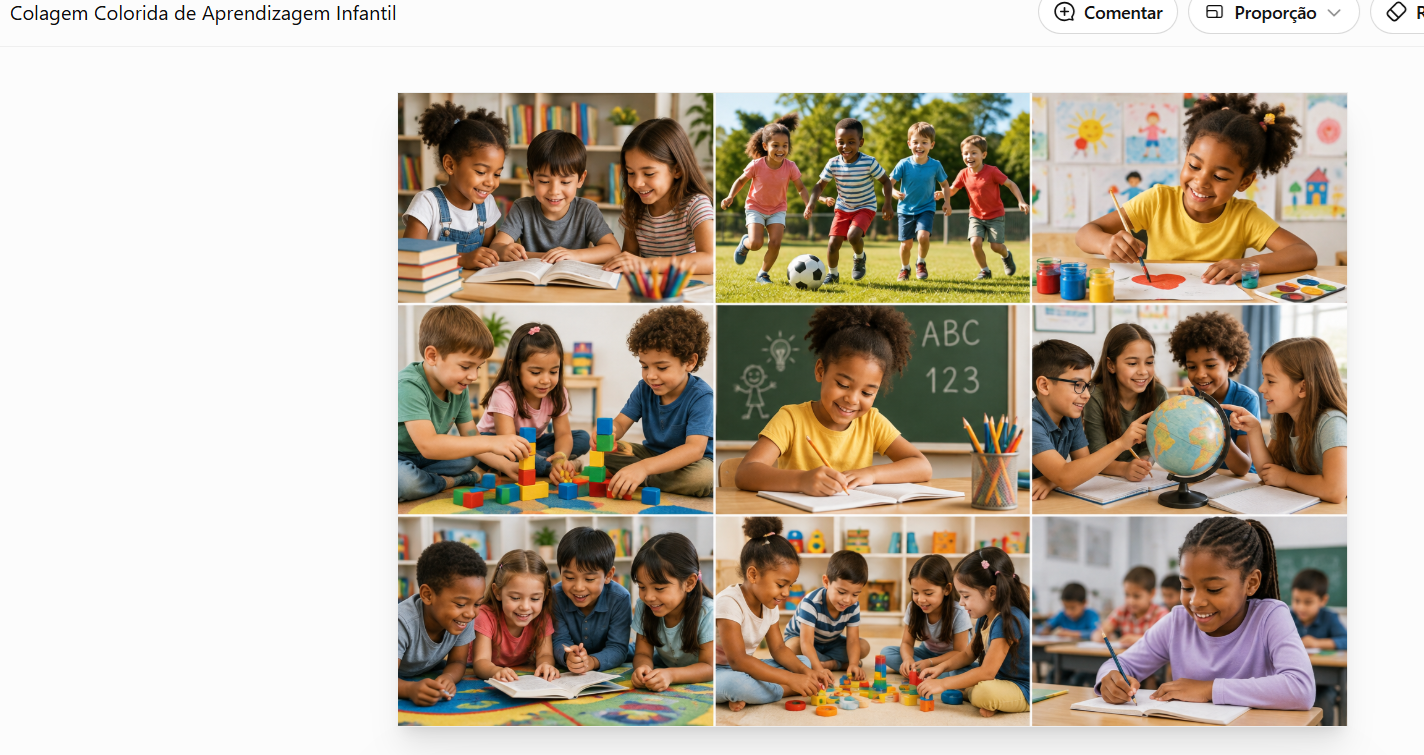 Colagem Colorida de Aprendizagem Infantil
Comentar
Proporção
R
ABC
123